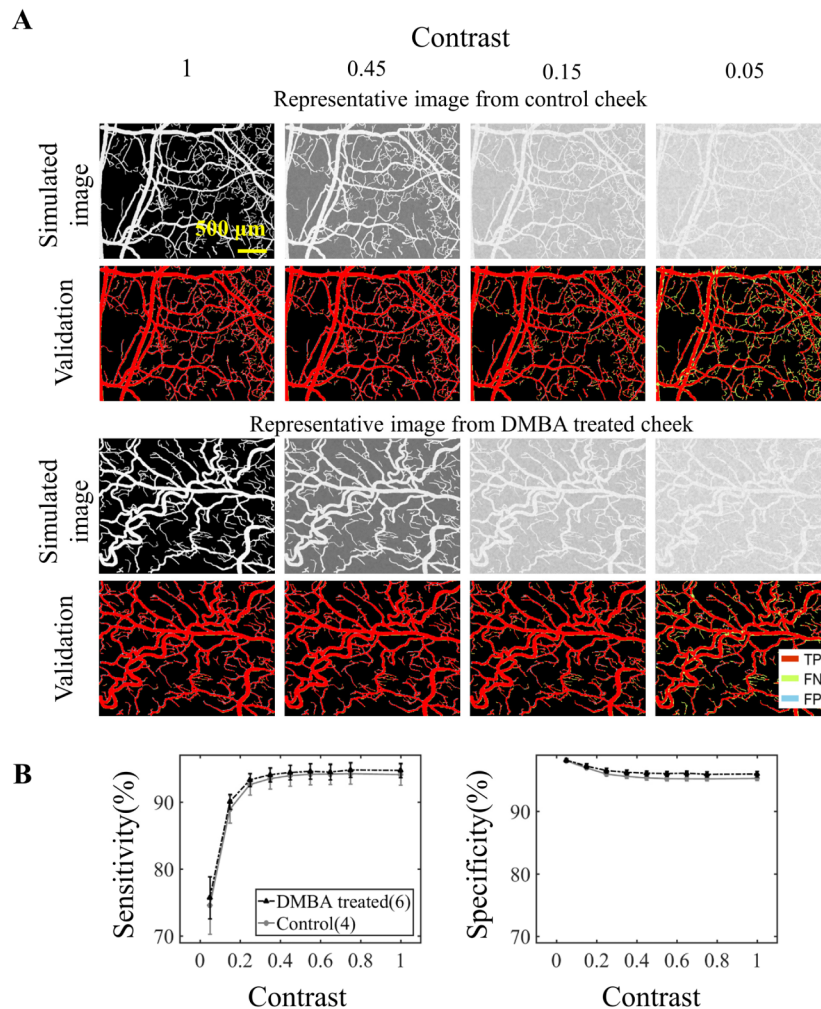 A
Contrast
1 0.45 0.15 0.05
Representative image from control cheek
Simulated
image
500 μm
Validation
Representative image from DMBA treated cheek
Simulated
image
Validation
TP
FN
FP
B
Sensitivity(%)
90
80
70
DMBA treated(6)
Control(4)
0 0.2 0.4 0.6 0.8 1
Contrast
Specificity(%)
90
80
70
0 0.2 0.4 0.6 0.8 1
Contrast